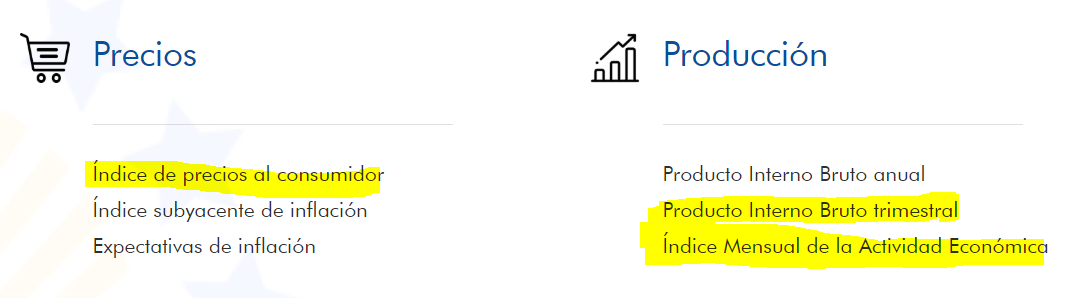 Precios
Índice de precios al consumidor
Índice subyacente de inflación
Expectativas de inflación
Producción
Producto Interno Bruto anual
Producto Interno Bruto trimestral
Índice Mensual de la Actividad Económica